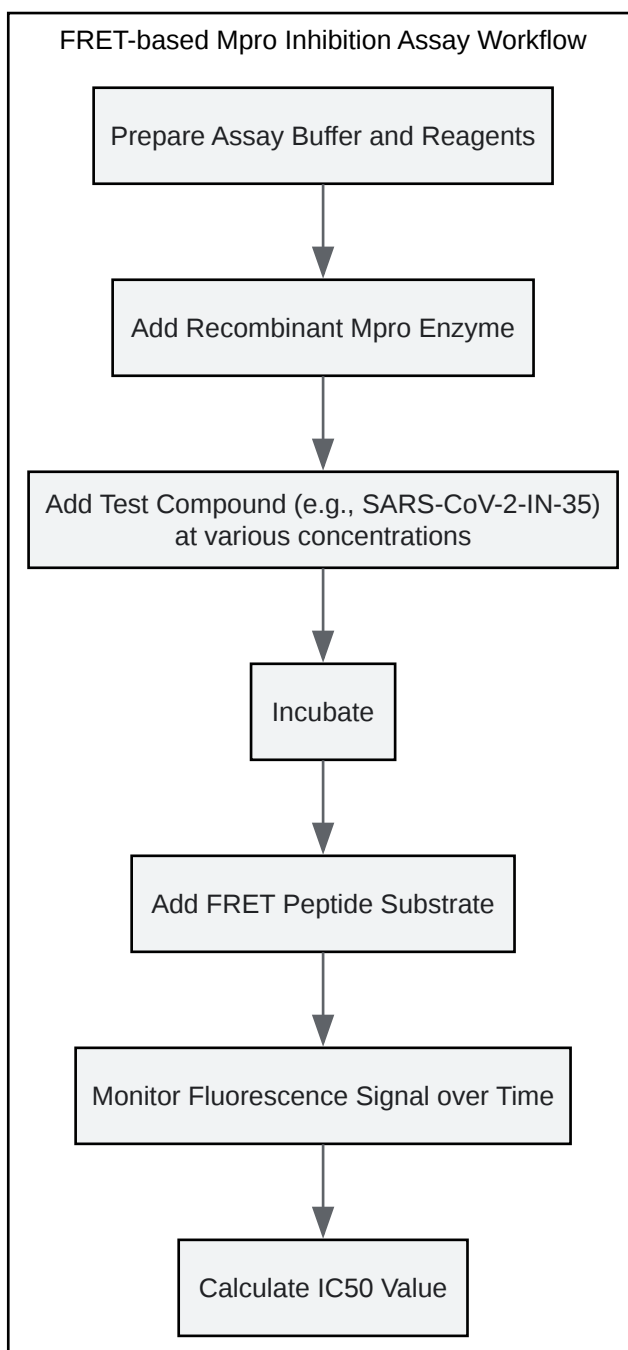 FRET-based Mpro Inhibition Assay Workflow
Prepare Assay Buffer and Reagents
Add Recombinant Mpro Enzyme
Add Test Compound (e.g., SARS-CoV-2-IN-35)
at various concentrations
Incubate
Add FRET Peptide Substrate
Monitor Fluorescence Signal over Time
Calculate IC50 Value